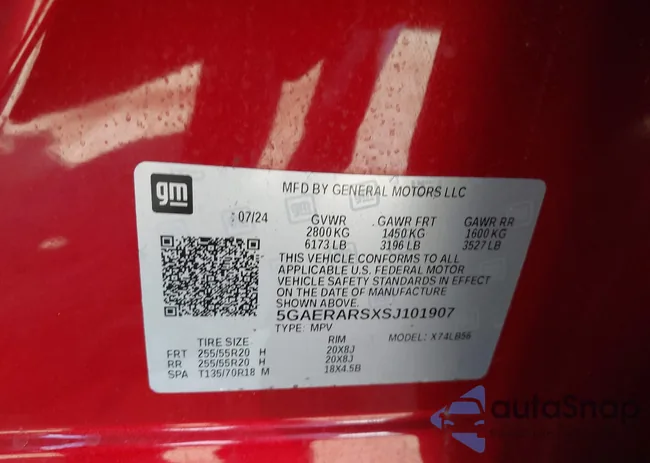 gm
MFD BY GENERAL MOTORS LLC
07/24 GVWR GAWR FRT GAWR RR
2800 KG 1450 KG 1600 KG
6173 LB 3196 LB 3527 LB
THIS VEHICLE CONFORMS TO ALL
APPLICABLE U.S. FEDERAL MOTOR
VEHICLE SAFETY STANDARDS IN EFFECT
ON THE DATE OF MANUFACTURE
SHOWN ABOVE.
5GAERARSXSJ101907
TYPE: MPV MODEL: X74LB56
TIRE SIZE RIM
FRT 255/55R20 H 20X8J
RR 255/55R20 H 20X8J
SPA T135/70R18 M 18X4.5B
autoSnap